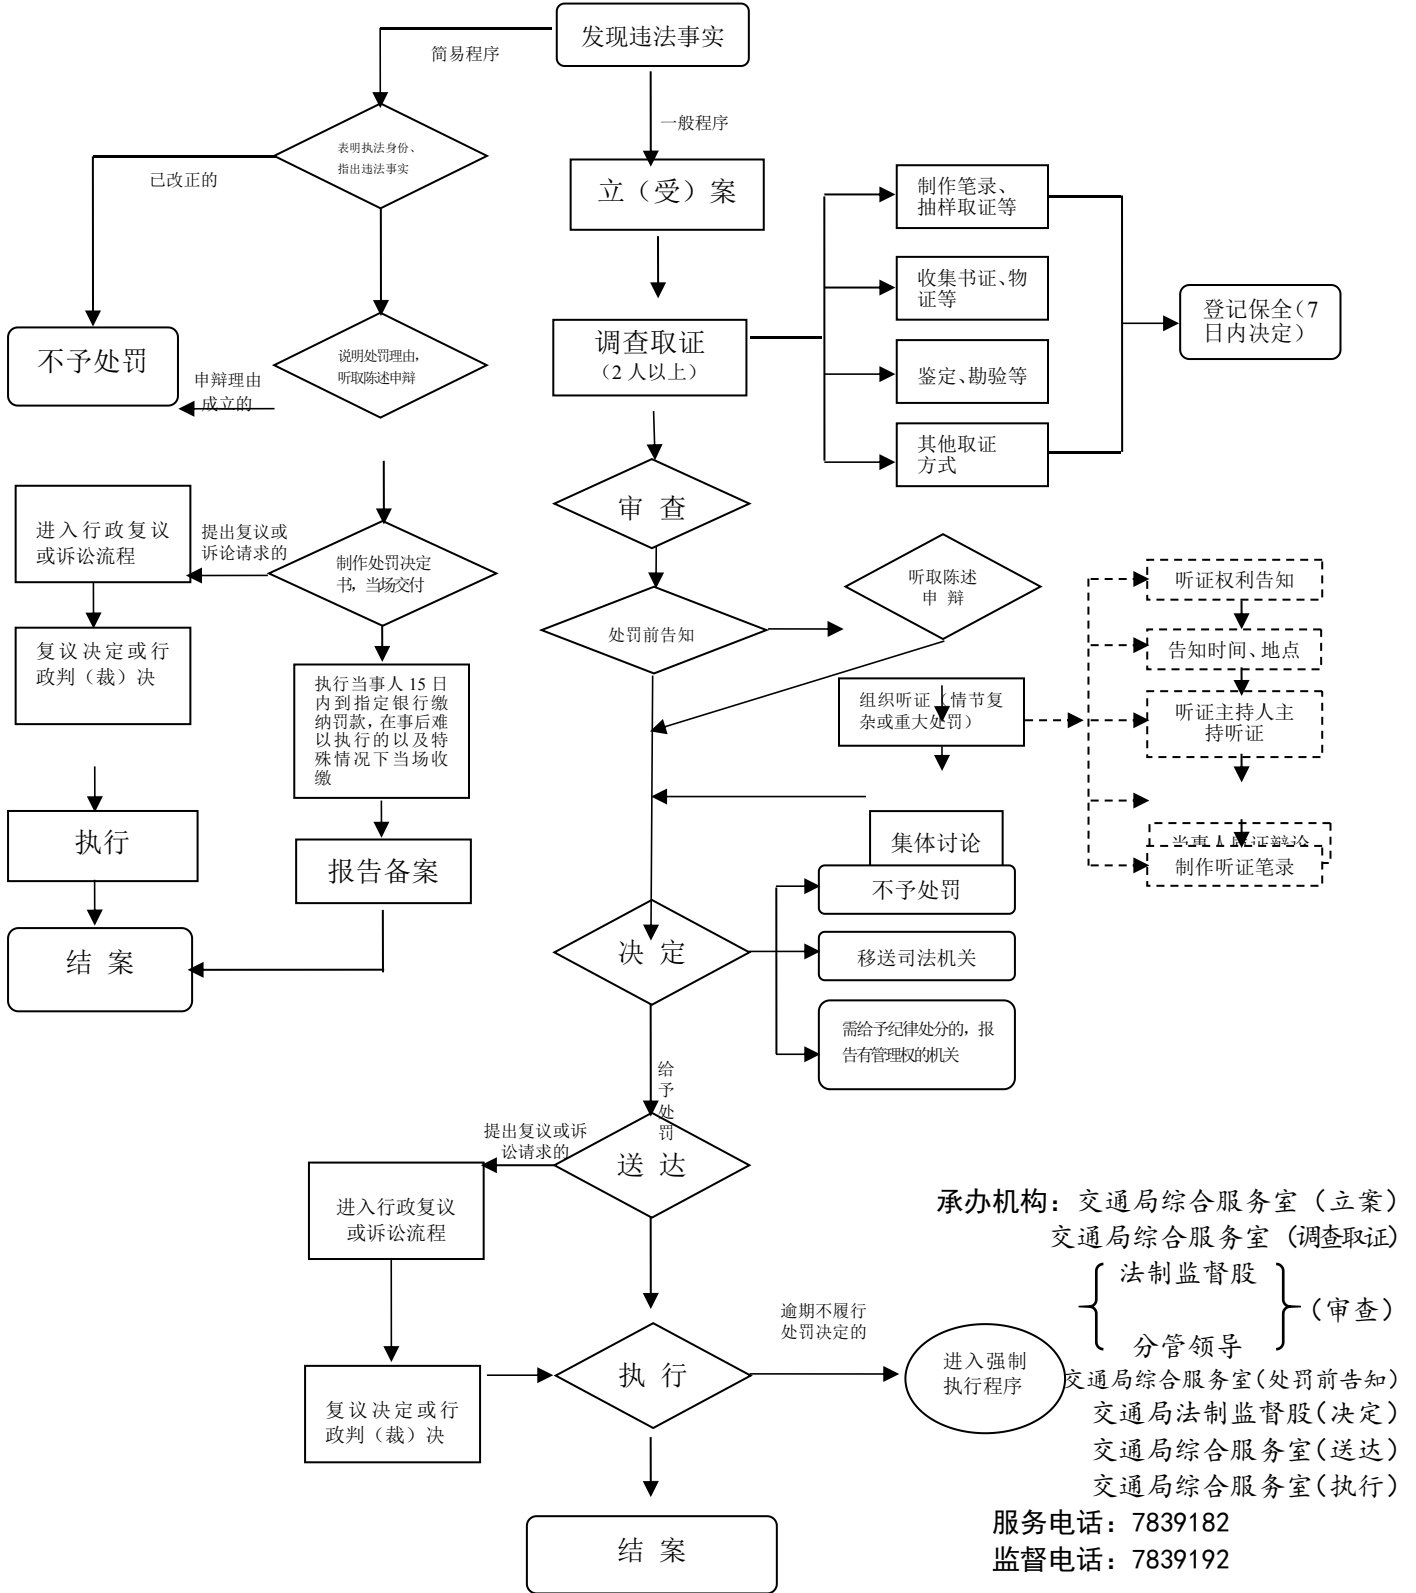 发现违法事实
简易程序
一般程序
表明执法身份、
指出违法事实
已改正的
立（受）案
制作笔录、
抽样取证等
收集书证、物
证等
登记保全（7
日内决定）
调查取证
（2 人以上）
鉴定、勘验等
其他取证
方式
不予处罚
说明处罚理由，
听取陈述申辩
申辩理由
成立的
审 查
进入行政复议
或诉讼流程
提出复议或
诉论请求的
制作处罚决定
书，当场交付
处罚前告知
听取陈述
申 辩
听证权利告知
告知时间、地点
听证主持人主
持听证
复议决定或行
政判（裁）决
执行当事人 15 日
内到指定银行缴
纳罚款，在事后难
以执行的以及特
殊情况下当场收
缴
组织听证（情节复
杂或重大处罚）
集体讨论
制作听证笔录
执行
报告备案
不予处罚
结 案
决 定
移送司法机关
需给予纪律处分的，报
告有管理权的机关
给
予
处
罚
提出复议或诉
讼请求的
送 达
进入行政复议
或诉讼流程
复议决定或行
政判（裁）决
执 行
逾期不履行
处罚决定的
进入强制
执行程序
结 案
承办机构：交通局综合服务室（立案）
交通局综合服务室（调查取证）
法制监督股
（审查）
分管领导
交通局综合服务室（处罚前告知）
交通局法制监督股（决定）
交通局综合服务室（送达）
交通局综合服务室（执行）
服务电话：7839182
监督电话：7839192